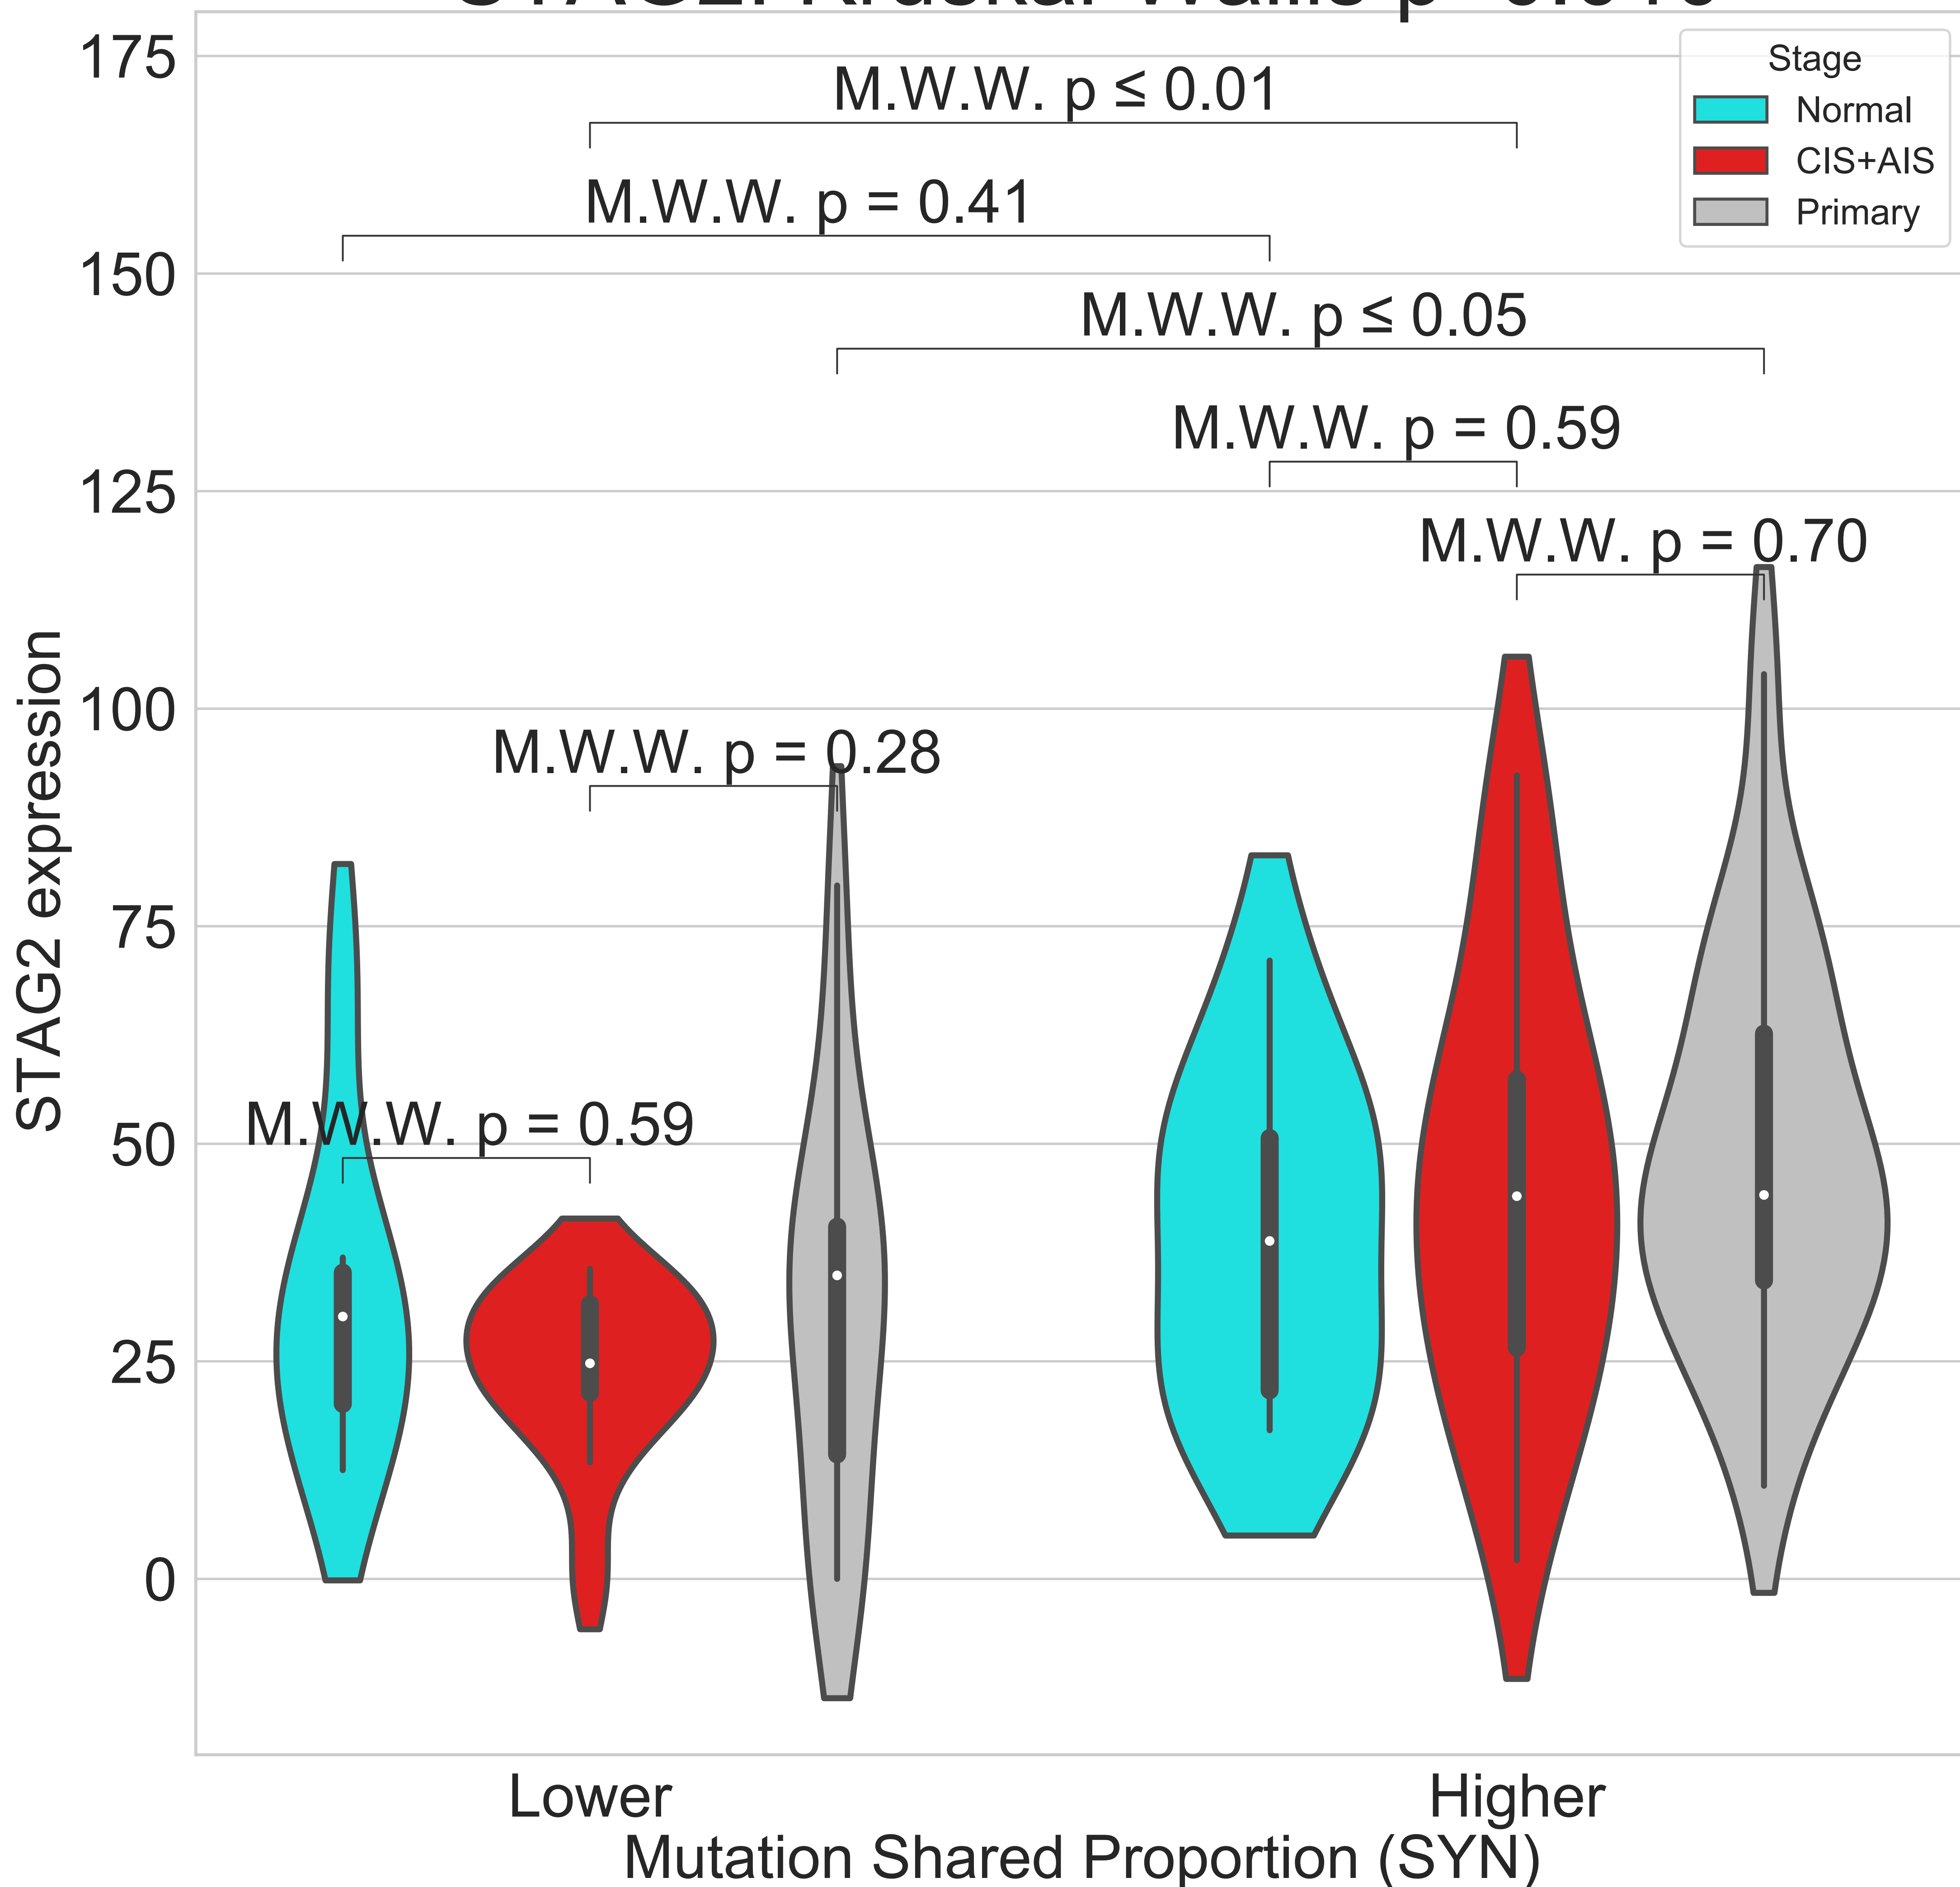 175
M.W.W. p ≤ 0.01
Stage
Normal
CIS+AIS
Primary
M.W.W. p = 0.41
150
M.W.W. p ≤ 0.05
M.W.W. p = 0.59
125
M.W.W. p = 0.70
100
M.W.W. p = 0.28
75
M.W.W. p = 0.59
50
25
0
STAG2 expression
Lower
Higher
Mutation Shared Proportion (SYN)